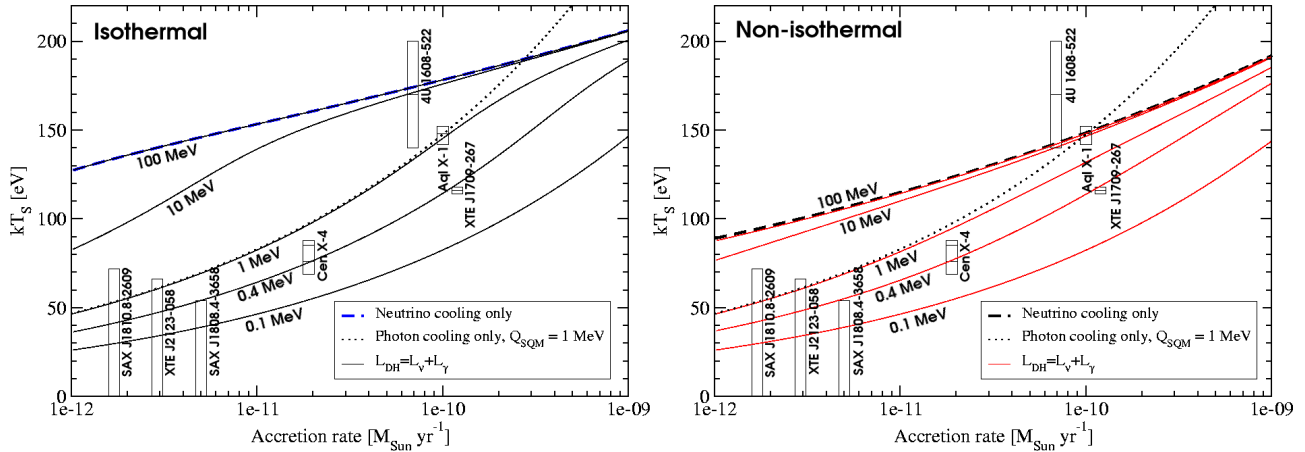 Isothermal
200
150
100
50
0
kT_S [eV]
100 MeV
10 MeV
1 MeV
0.4 MeV
0.1 MeV
SAX J1810.8-2609
XTE J2123-058
SAX J1808.4-3658
Cen X-4
4U 1608-522
Aql X-1
XTE J1709-267
Neutrino cooling only
Photon cooling only, Q_SQM = 1 MeV
L_DH=L_ν+L_γ
1e-12 1e-11 1e-10 1e-09
Accretion rate [M_Sun yr^-1]
Non-isothermal
200
150
100
50
0
kT_S [eV]
100 MeV
10 MeV
1 MeV
0.4 MeV
0.1 MeV
SAX J1810.8-2609
XTE J2123-058
SAX J1808.4-3658
Cen X-4
4U 1608-522
Aql X-1
XTE J1709-267
Neutrino cooling only
Photon cooling only, Q_SQM = 1 MeV
L_DH=L_ν+L_γ
1e-12 1e-11 1e-10 1e-09
Accretion rate [M_Sun yr^-1]